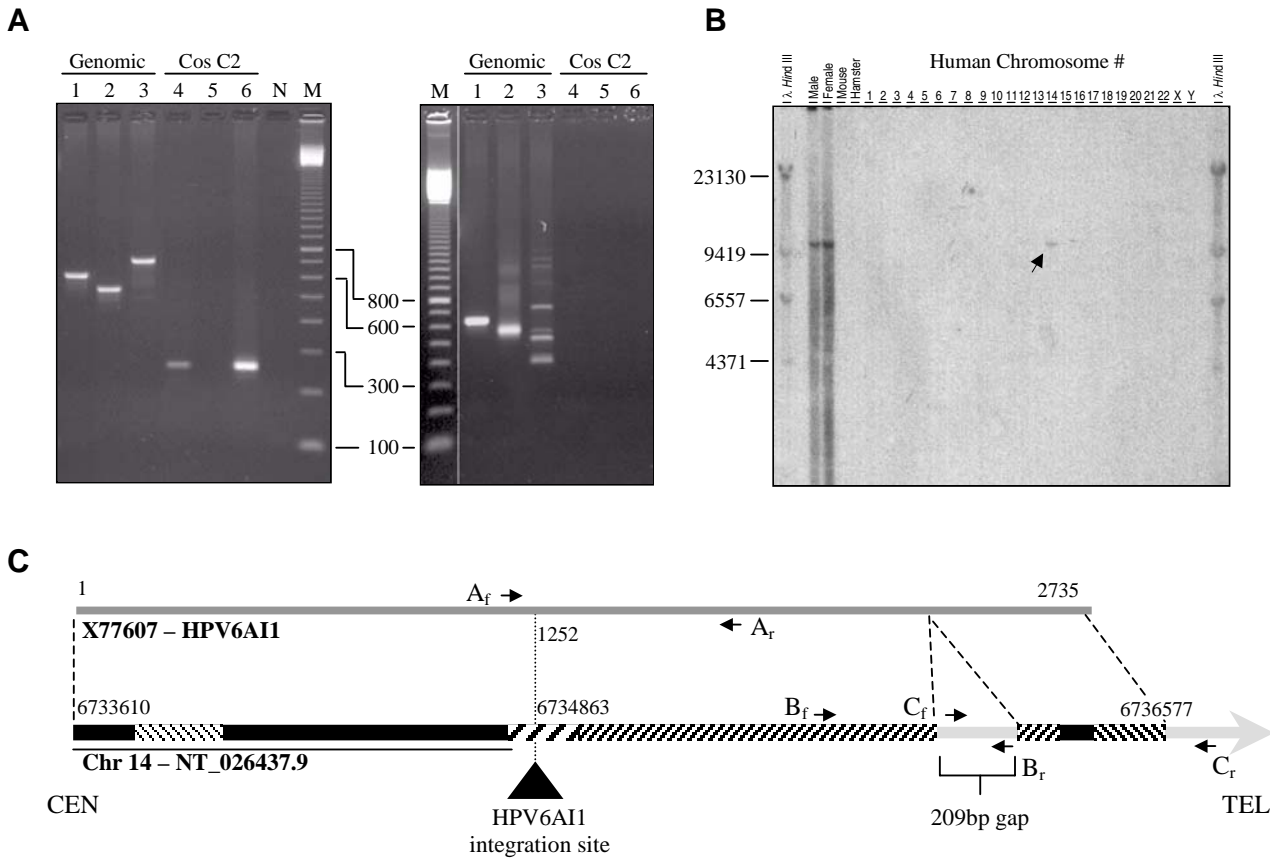 A
Genomic Cos C2
1 2 3 4 5 6 N M
Genomic Cos C2
M 1 2 3 4 5 6
800
600
300
100
B
Human Chromosome #
λ Hind III Male Female Mouse Hamster 1 2 3 4 5 6 7 8 9 10 11 12 13 14 15 16 17 18 19 20 21 22 X Y λ Hind III
23130
9419
6557
4371
C
1 Af 2735
X77607 – HPV6AI1 1252 Ar
6733610 6734863 Bf Cf 6736577
Chr 14 – NT_026437.9 Br Cr
CEN HPV6AI1 209bp gap TEL
integration site